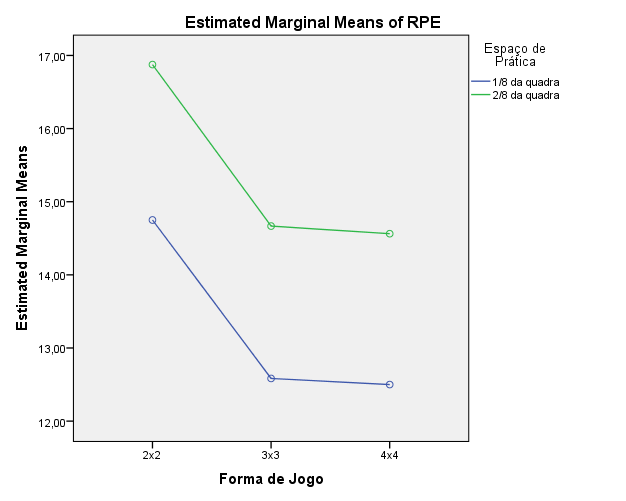 Estimated Marginal Means of RPE
Espaço de
Prática
1/8 da quadra
2/8 da quadra
Estimated Marginal Means
17,00
16,00
15,00
14,00
13,00
12,00
2x2
3x3
4x4
Forma de Jogo